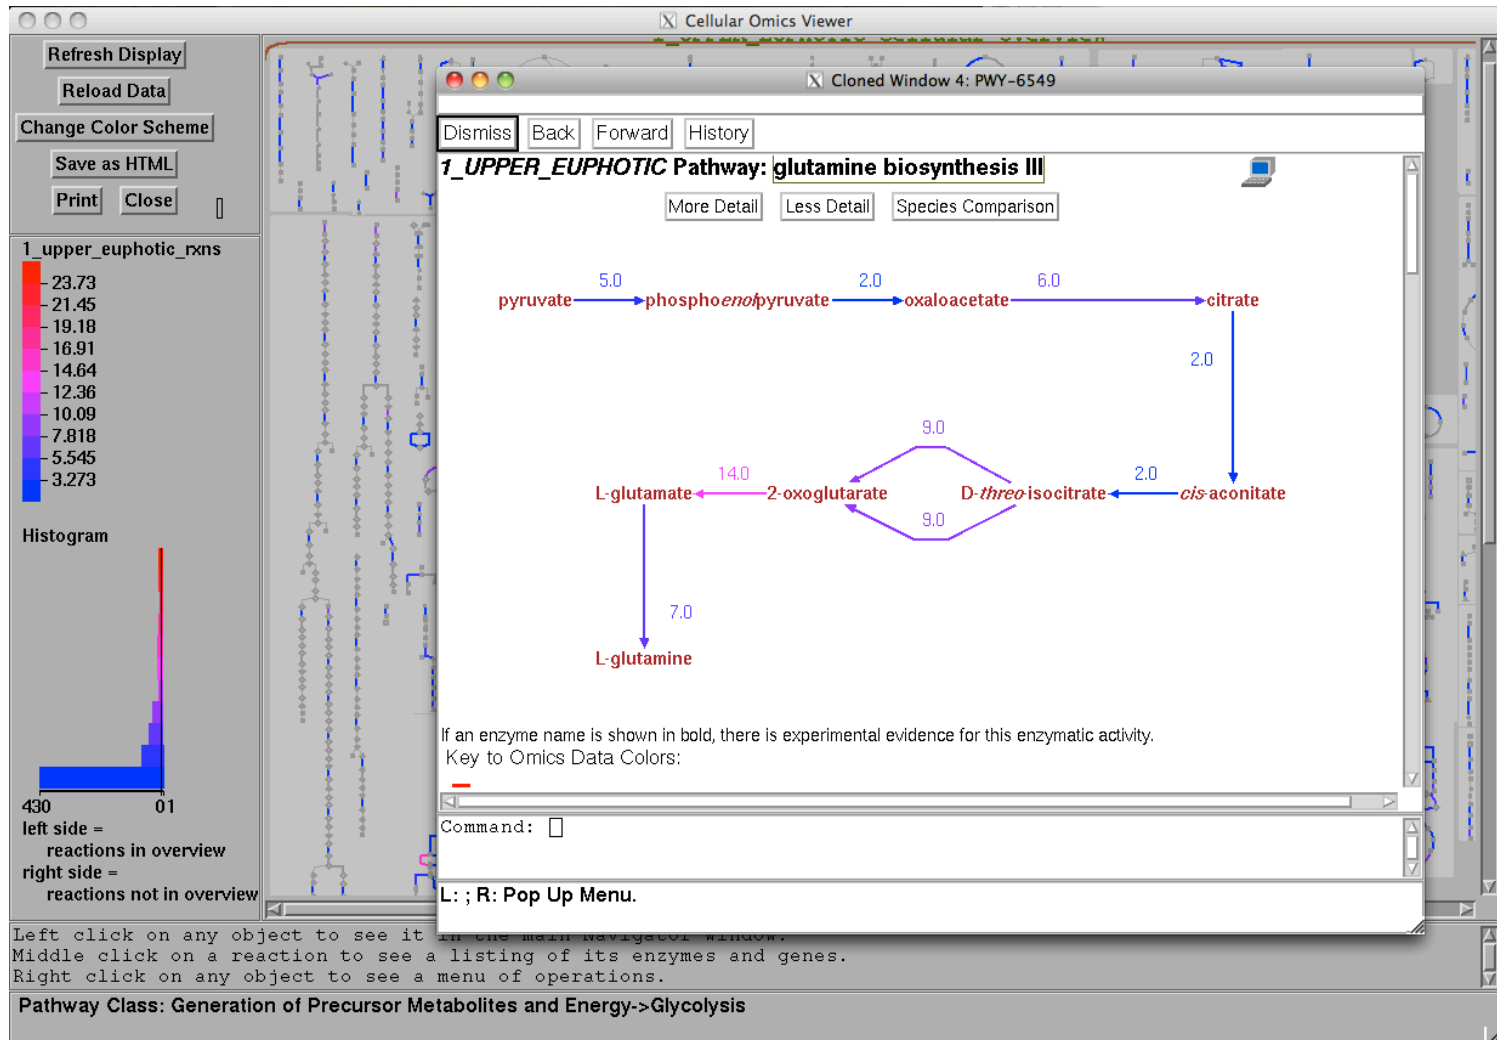 Cellular Omics Viewer
Refresh Display
Reload Data
Change Color Scheme
Save as HTML
Print Close
1_upper_euphotic_rxns
23.73
21.45
19.18
16.91
14.64
12.36
10.09
7.818
5.545
3.273
Histogram
430 01
left side =
reactions in overview
right side =
reactions not in overview
1_UPPER_EUPHOTIC Cellular Overview
Cloned Window 4: PWY-6549
Dismiss Back Forward History
1_UPPER_EUPHOTIC Pathway: glutamine biosynthesis III
More Detail Less Detail Species Comparison
5.0 2.0 6.0
pyruvate phosphoenolpyruvate oxaloacetate citrate
2.0
9.0
14.0 2.0
L-glutamate 2-oxoglutarate D-threo-isocitrate cis-aconitate
9.0
7.0
L-glutamine
If an enzyme name is shown in bold, there is experimental evidence for this enzymatic activity.
Key to Omics Data Colors:
Command:
L: ; R: Pop Up Menu.
Left click on any object to see it in the main Navigator window.
Middle click on a reaction to see a listing of its enzymes and genes.
Right click on any object to see a menu of operations.
Pathway Class: Generation of Precursor Metabolites and Energy->Glycolysis